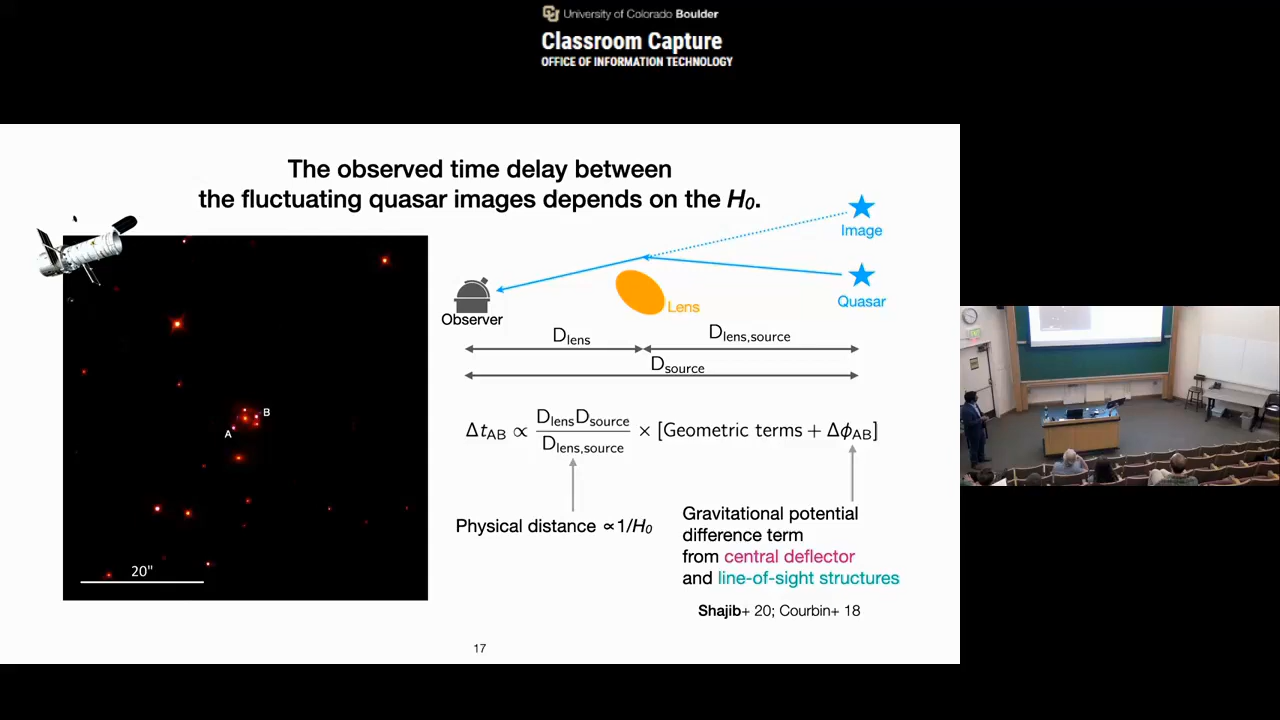 University of Colorado Boulder
Classroom Capture
OFFICE OF INFORMATION TECHNOLOGY
The observed time delay between
the fluctuating quasar images depends on the H₀.
Image
Quasar
Lens
Observer
D_lens
D_lens,source
D_source
B
A
Δt_AB ∝ D_lens D_source / D_lens,source × [Geometric terms + Δϕ_AB]
Physical distance ∝1/H₀
Gravitational potential
difference term
from central deflector
and line-of-sight structures
20"
Shajib+ 20; Courbin+ 18
17